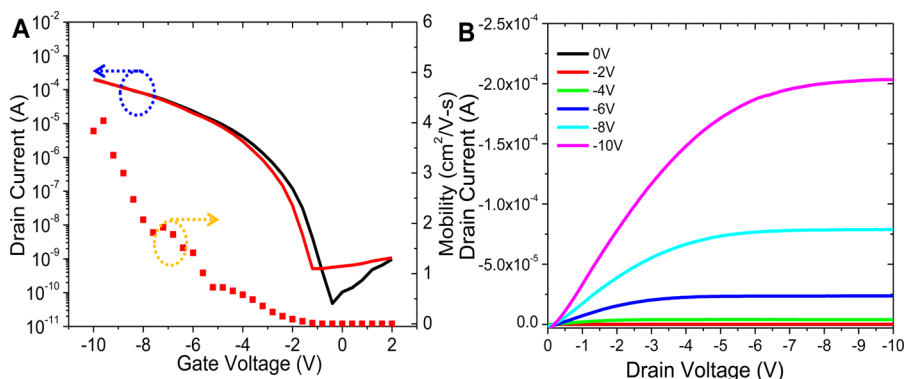 A
10⁻²
10⁻³
10⁻⁴
10⁻⁵
10⁻⁶
10⁻⁷
10⁻⁸
10⁻⁹
10⁻¹⁰
10⁻¹¹
Drain Current (A)
-10
-8
-6
-4
-2
0
2
Gate Voltage (V)
6
5
4
3
2
1
0
Mobility (cm²/V-s)
B
-2.5x10⁻⁴
-2.0x10⁻⁴
-1.5x10⁻⁴
-1.0x10⁻⁴
-5.0x10⁻⁵
0.0
Drain Current (A)
0V
-2V
-4V
-6V
-8V
-10V
0
-1
-2
-3
-4
-5
-6
-7
-8
-9
-10
Drain Voltage (V)